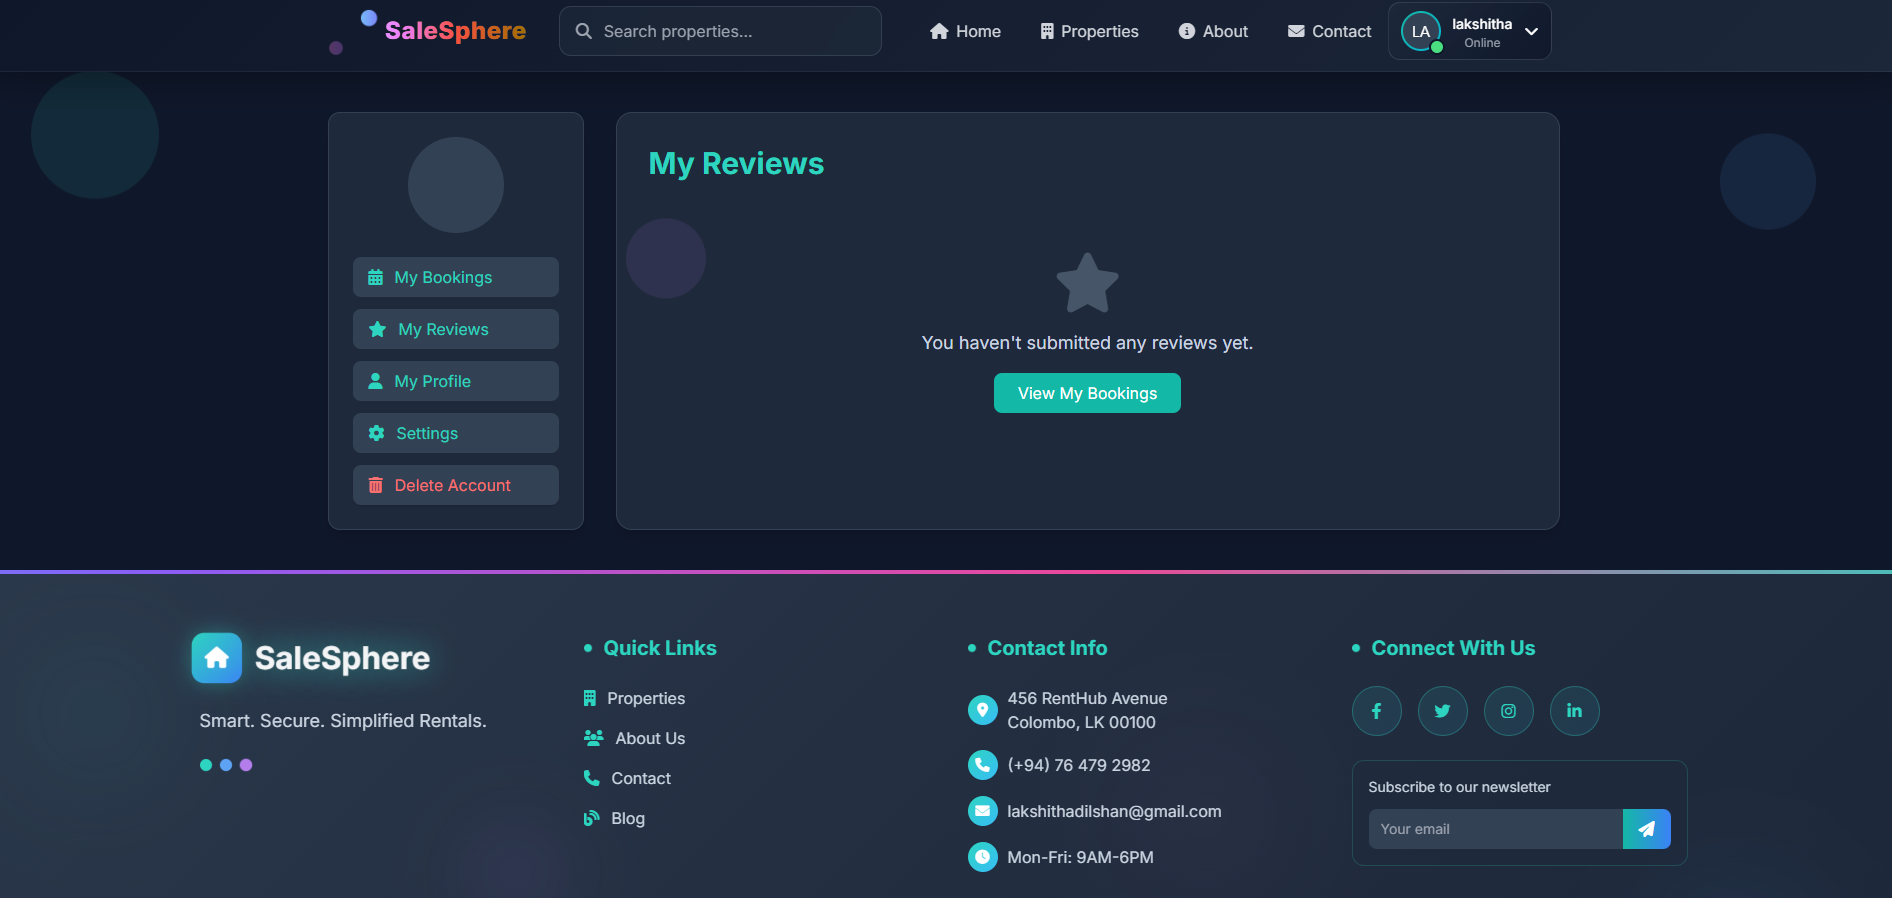 SaleSphere
Search properties...
Home
Properties
About
Contact
LA
lakshitha
Online
My Bookings
My Reviews
My Profile
Settings
Delete Account
My Reviews
You haven't submitted any reviews yet.
View My Bookings
SaleSphere
Smart. Secure. Simplified Rentals.
Quick Links
Properties
About Us
Contact
Blog
Contact Info
456 RentHub Avenue
Colombo, LK 00100
(+94) 76 479 2982
lakshithadilshan@gmail.com
Mon-Fri: 9AM-6PM
Connect With Us
Subscribe to our newsletter
Your email